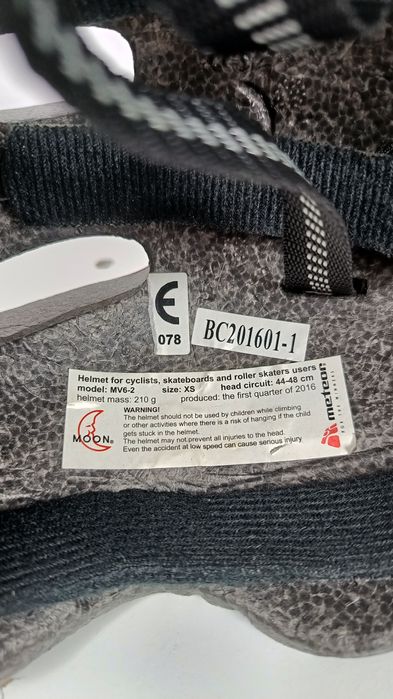 CE
078
BC201601-1
Helmet for cyclists, skateboards and roller skaters users
model: MV6-2 size: XS head circuit: 44-48 cm
helmet mass: 210 g produced: the first quarter of 2016
WARNING!
The helmet should not be used by children while climbing
or other activities where there is a risk of hanging if the child
gets stuck in the helmet.
The helmet may not prevent all injuries to the head.
Even the accident at low speed can cause serious injury
MOON®
meteor
FOR THE WINNERS